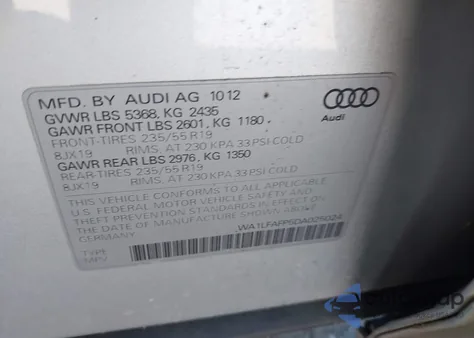 MFD. BY AUDI AG 1012
GVWR LBS 5368, KG 2435
GAWR FRONT LBS 2601, KG 1180
FRONT-TIRES 235/55 R19
8JX19 RIMS. AT 230 KPA 33 PSI COLD
GAWR REAR LBS 2976, KG 1350
REAR-TIRES 235/55 R19
8JX19 RIMS. AT 230 KPA 33 PSI COLD
THIS VEHICLE CONFORMS TO ALL APPLICABLE
U.S. FEDERAL MOTOR VEHICLE SAFETY AND
THEFT PREVENTION STANDARDS IN EFFECT ON
THE DATE OF MANUFACTURE SHOWN ABOVE.
TYPE
MPV
Audi